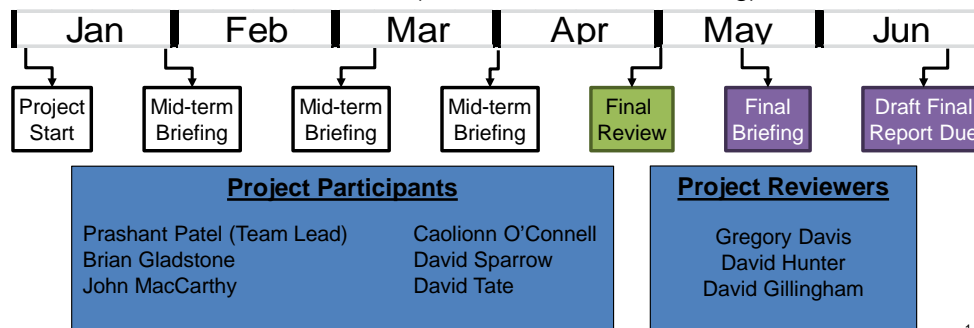 Jan Feb Mar Apr May Jun
Project Start
Mid-term Briefing
Mid-term Briefing
Mid-term Briefing
Final Review
Final Briefing
Draft Final Report Due
Project Participants
Prashant Patel (Team Lead)
Brian Gladstone
John MacCarthy
Caolionn O'Connell
David Sparrow
David Tate
Project Reviewers
Gregory Davis
David Hunter
David Gillingham